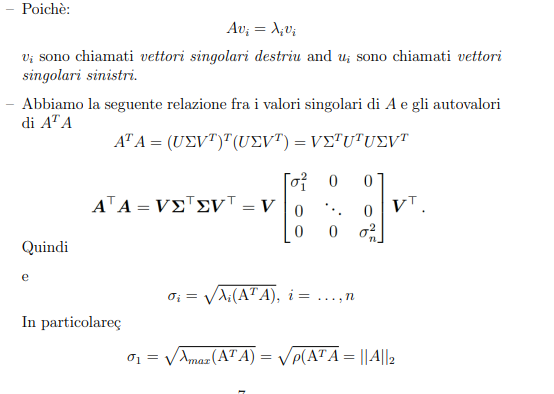 – Poichè:
Av_i = λ_i v_i
v_i sono chiamati vettori singolari destriu and u_i sono chiamati vettori
singolari sinistri.
– Abbiamo la seguente relazione fra i valori singolari di A e gli autovalori
di A^T A
A^T A = (UΣV^T)^T (UΣV^T) = VΣ^T U^T UΣV^T
A^⊤ A = VΣ^⊤ ΣV^⊤ = V [σ_1^2 0 0
0 ⋱ 0
0 0 σ_n^2] V^⊤ .
Quindi
e
σ_i = √(λ_i(A^T A)), i = …, n
In particolareç
σ_1 = √(λ_max(A^T A)) = √(ρ(A^T A) = ||A||_2